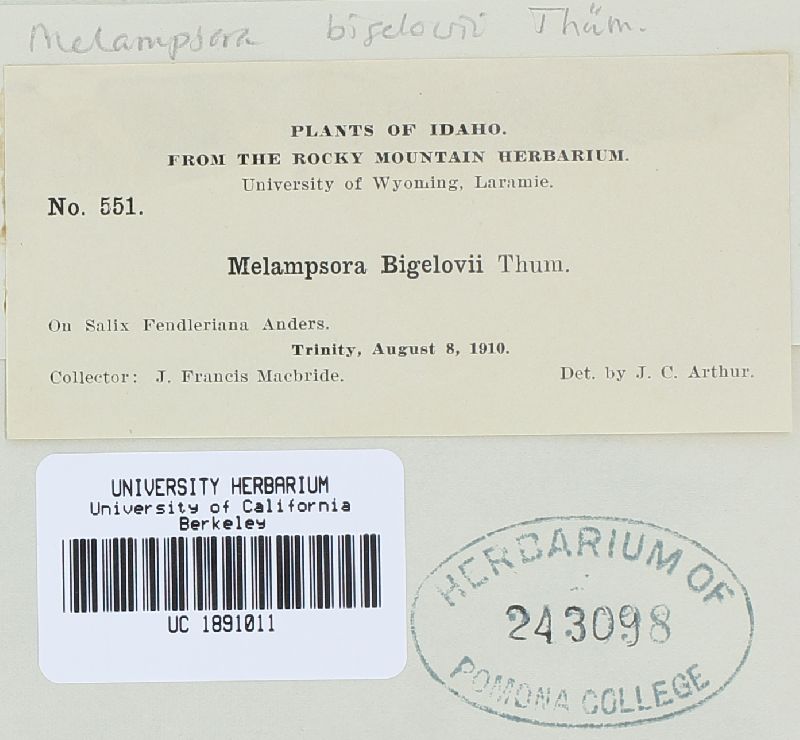 Melampsora bigelovii Thüm.
PLANTS OF IDAHO.
FROM THE ROCKY MOUNTAIN HERBARIUM.
University of Wyoming, Laramie.
No. 551.
Melampsora Bigelovii Thum.
On Salix Fendleriana Anders.
Trinity, August 8, 1910.
Collector: J. Francis Macbride. Det. by J. C. Arthur.
UNIVERSITY HERBARIUM
University of California
Berkeley
UC 1891011
HERBARIUM OF
243098
POMONA COLLEGE